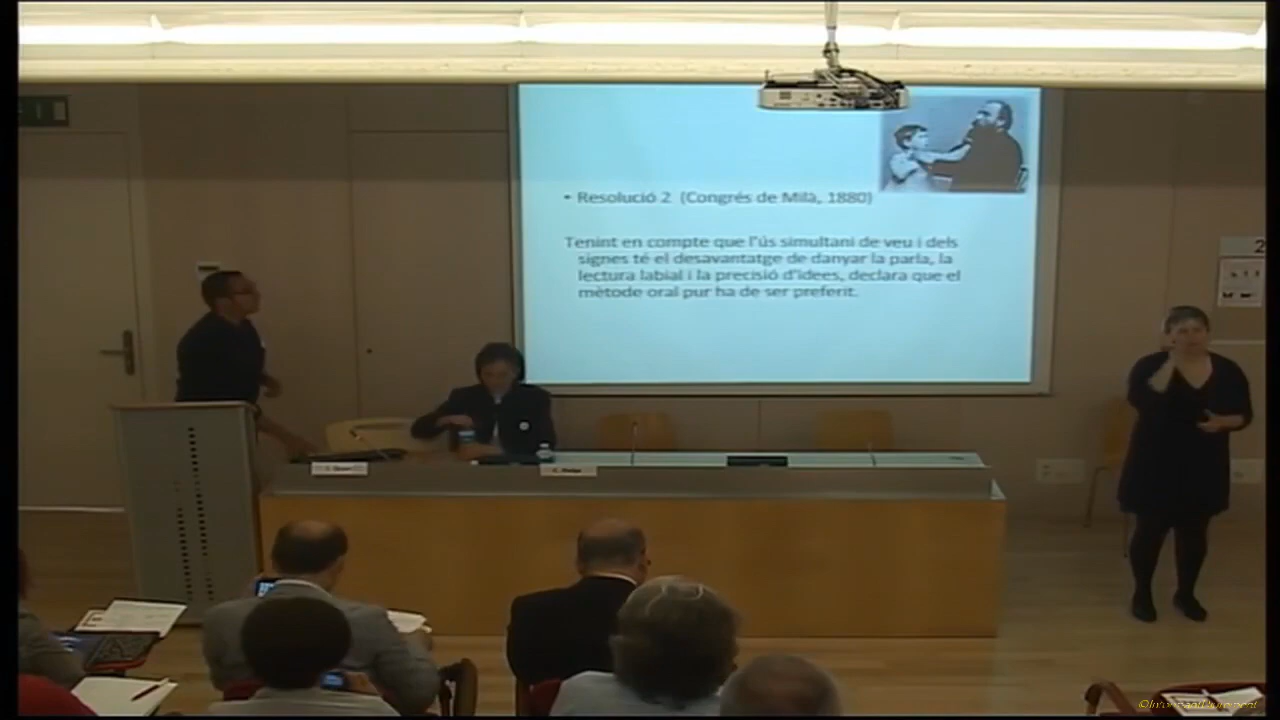 • Resolució 2 (Congrés de Milà, 1880)
Tenint en compte que l'ús simultani de veu i dels
signes té el desavantatge de danyar la parla, la
lectura labial i la precisió d'idees, declara que el
mètode oral pur ha de ser preferit.
2